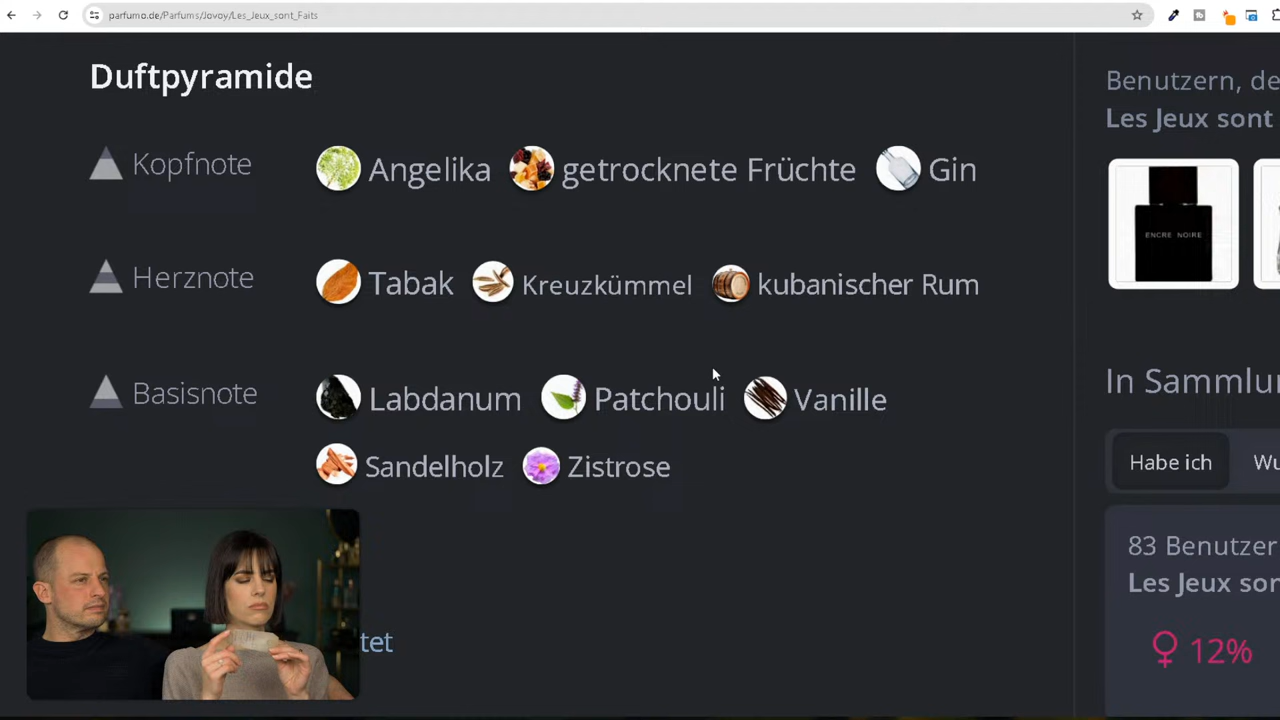 parfumo.de/Parfums/Jovoy/Les_Jeux_sont_Faits
Duftpyramide
Kopfnote Angelika getrocknete Früchte Gin
Herznote Tabak Kreuzkümmel kubanischer Rum
Basisnote Labdanum Patchouli Vanille
Sandelholz Zistrose
tet
Benutzern, de
Les Jeux sont
ENCRE NOIRE
In Sammlu
Habe ich Wu
83 Benutzer
Les Jeux sor
12%